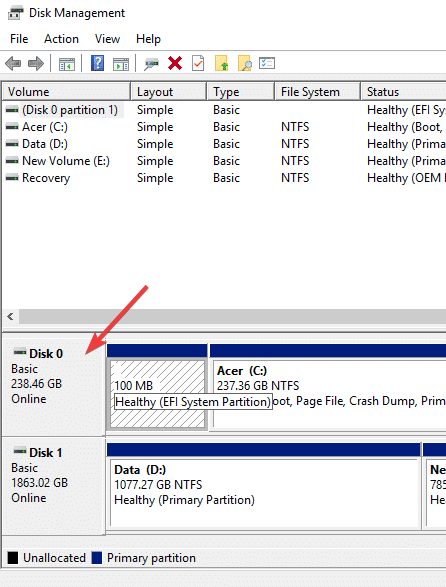 Disk Management
File Action View Help
Volume Layout Type File System Status
(Disk 0 partition 1) Simple Basic Healthy (EFI Sy
Acer (C:) Simple Basic NTFS Healthy (Boot,
Data (D:) Simple Basic NTFS Healthy (Prima
New Volume (E:) Simple Basic NTFS Healthy (Prima
Recovery Simple Basic NTFS Healthy (OEM
Disk 0
Basic
238.46 GB
Online
100 MB
Healthy (EFI System Partition)
Acer (C:)
237.36 GB NTFS
oot, Page File, Crash Dump, Prim
Disk 1
Basic
1863.02 GB
Online
Data (D:)
1077.27 GB NTFS
Healthy (Primary Partition)
Ne
785
Hea
Unallocated Primary partition